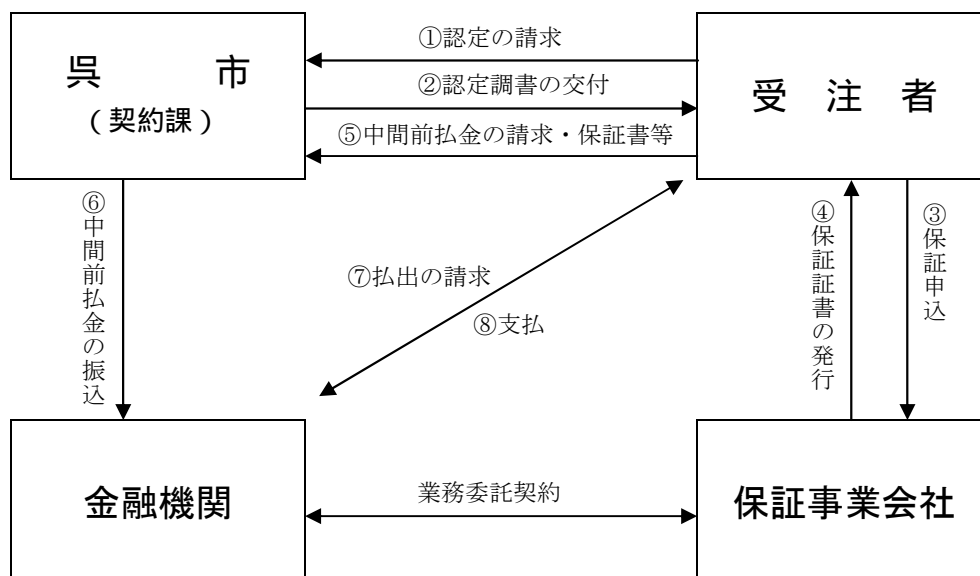 ①認定の請求
呉　　　市
（契約課）
②認定調書の交付
受　注　者
⑤中間前払金の請求・保証書等
⑥中間前払金の振込
④保証証書の発行
③保証申込
⑦払出の請求
⑧支払
金融機関
業務委託契約
保証事業会社